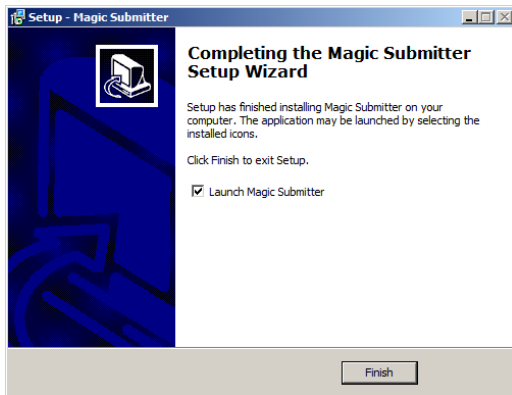 Setup - Magic Submitter
Completing the Magic Submitter
Setup Wizard
Setup has finished installing Magic Submitter on your
computer. The application may be launched by selecting the
installed icons.
Click Finish to exit Setup.
Launch Magic Submitter
Finish